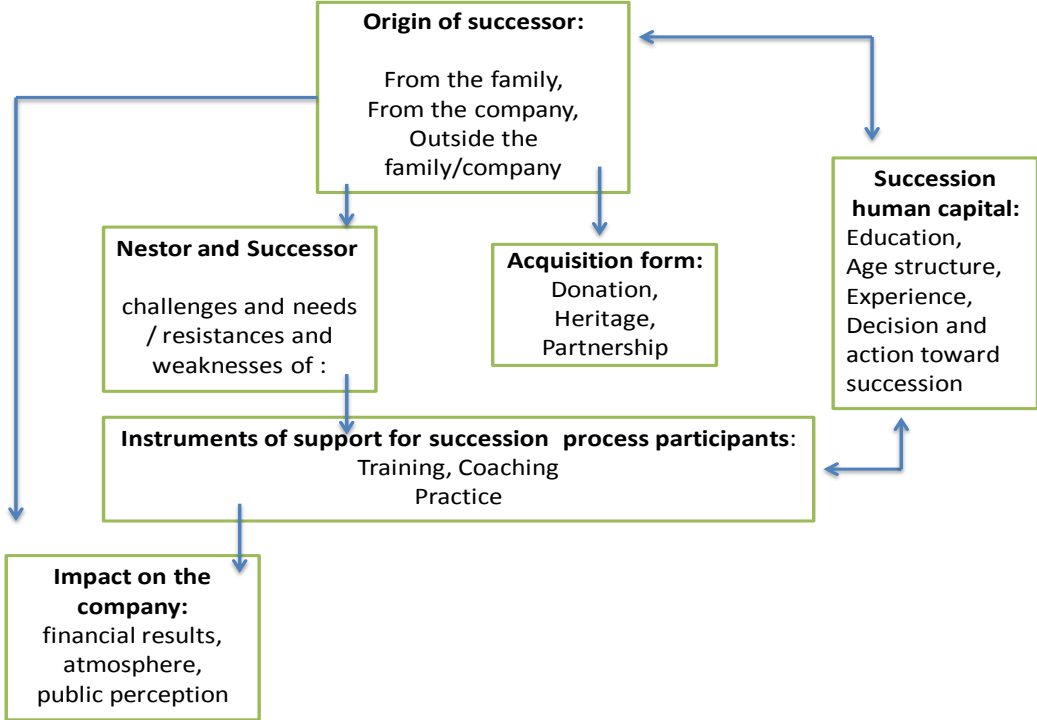 Origin of successor:
From the family,
From the company,
Outside the
family/company
Succession
human capital:
Education,
Age structure,
Experience,
Decision and
action toward
succession
Nestor and Successor
challenges and needs
/ resistances and
weaknesses of :
Acquisition form:
Donation,
Heritage,
Partnership
Instruments of support for succession process participants:
Training, Coaching
Practice
Impact on the
company:
financial results,
atmosphere,
public perception